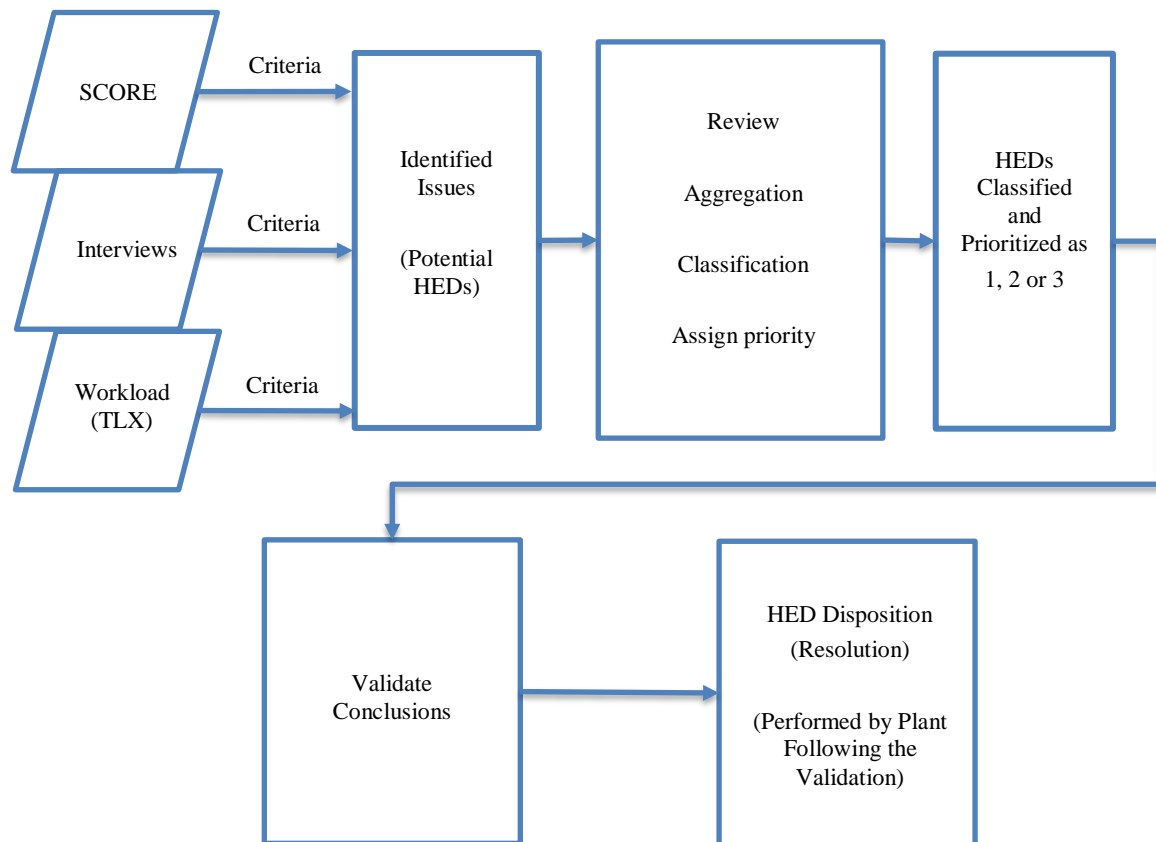 SCORE
Criteria
Interviews
Criteria
Workload
(TLX)
Criteria
Identified
Issues
(Potential
HEDs)
Review
Aggregation
Classification
Assign priority
HEDs
Classified
and
Prioritized as
1, 2 or 3
Validate
Conclusions
HED Disposition
(Resolution)
(Performed by Plant
Following the
Validation)